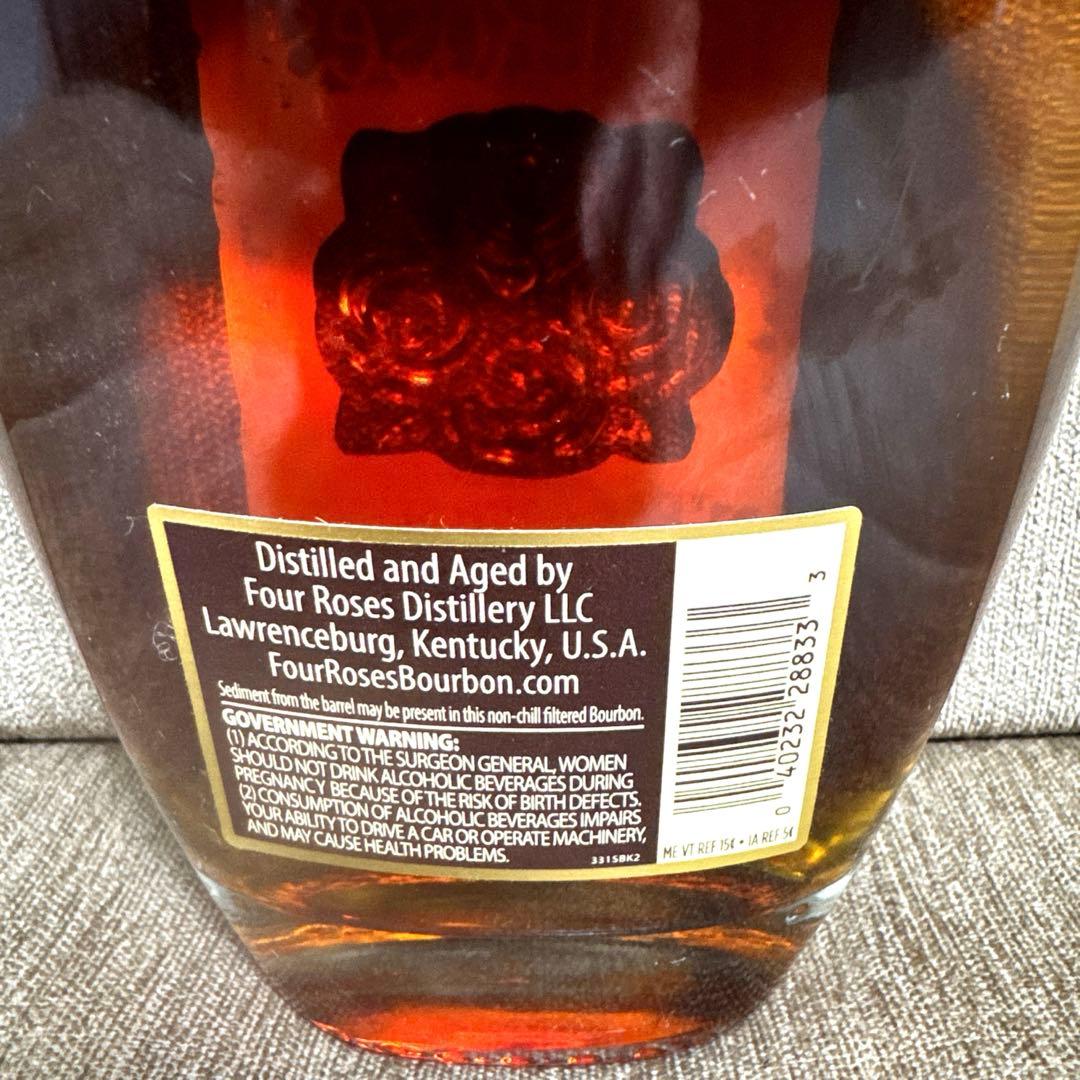 Distilled and Aged by
Four Roses Distillery LLC
Lawrenceburg, Kentucky, U.S.A.
FourRosesBourbon.com
Sediment from the barrel may be present in this non-chill filtered Bourbon.
GOVERNMENT WARNING:
(1) ACCORDING TO THE SURGEON GENERAL, WOMEN
SHOULD NOT DRINK ALCOHOLIC BEVERAGES DURING
PREGNANCY BECAUSE OF THE RISK OF BIRTH DEFECTS.
(2) CONSUMPTION OF ALCOHOLIC BEVERAGES IMPAIRS
YOUR ABILITY TO DRIVE A CAR OR OPERATE MACHINERY,
AND MAY CAUSE HEALTH PROBLEMS.
331SBK2
0 40232 28833 3
ME VT REF 15¢ • IA REF 5¢